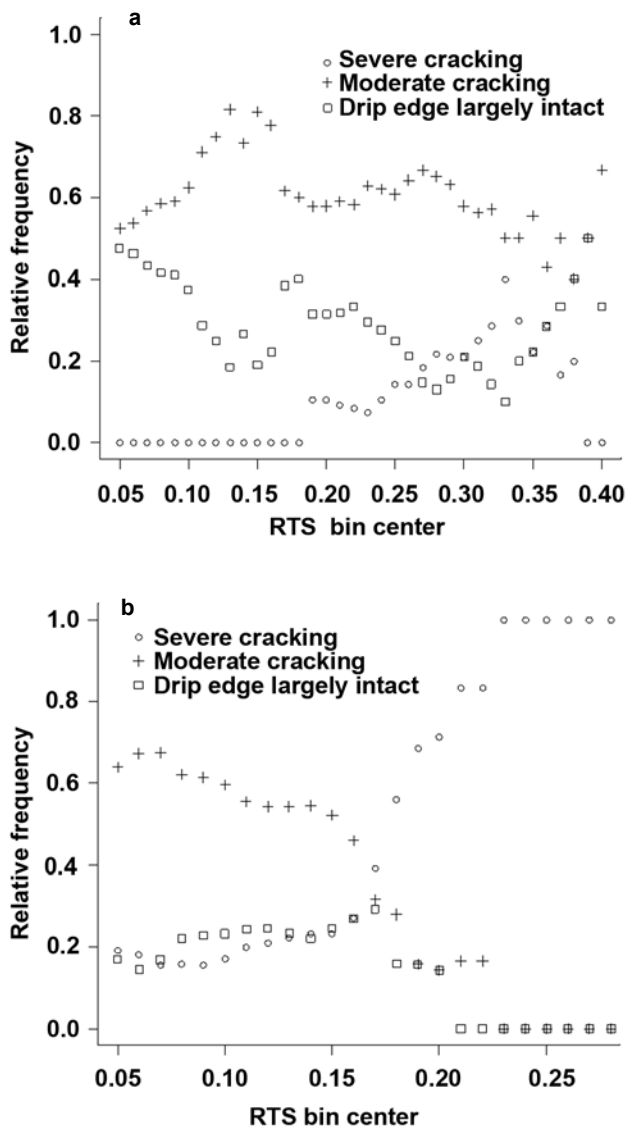 a
1.0
0.8
0.6
0.4
0.2
0.0
Relative frequency
Severe cracking
Moderate cracking
Drip edge largely intact
0.05 0.10 0.15 0.20 0.25 0.30 0.35 0.40
RTS bin center
b
1.0
0.8
0.6
0.4
0.2
0.0
Relative frequency
Severe cracking
Moderate cracking
Drip edge largely intact
0.05 0.10 0.15 0.20 0.25
RTS bin center